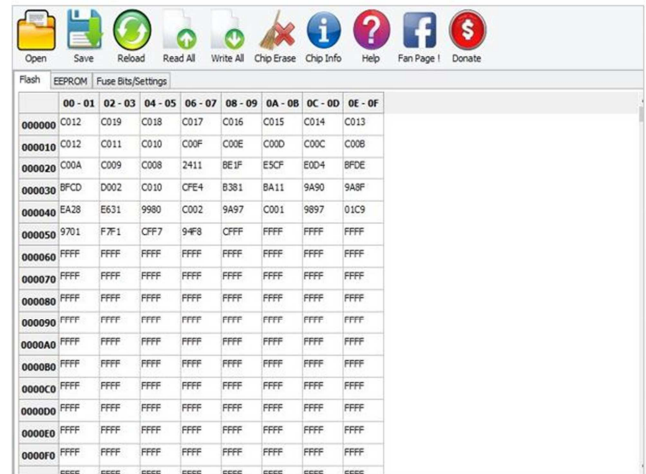 Open Save Reload Read All Write All Chip Erase Chip Info Help Fan Page ! Donate
Flash EEPROM Fuse Bits/Settings
00 - 01 02 - 03 04 - 05 06 - 07 08 - 09 0A - 0B 0C - 0D 0E - 0F
000000 C012 C019 C018 C017 C016 C015 C014 C013
000010 C012 C011 C010 C00F C00E C00D C00C C00B
000020 C00A C009 C008 2411 BE1F E5CF E0D4 BFDE
000030 BFCD D002 C010 CFE4 B381 BA11 9A90 9A8F
000040 EA28 E631 9980 C002 9A97 C001 9897 01C9
000050 9701 F7F1 CFF7 94F8 CFFF FFFF FFFF FFFF
000060 FFFF FFFF FFFF FFFF FFFF FFFF FFFF FFFF
000070 FFFF FFFF FFFF FFFF FFFF FFFF FFFF FFFF
000080 FFFF FFFF FFFF FFFF FFFF FFFF FFFF FFFF
000090 FFFF FFFF FFFF FFFF FFFF FFFF FFFF FFFF
0000A0 FFFF FFFF FFFF FFFF FFFF FFFF FFFF FFFF
0000B0 FFFF FFFF FFFF FFFF FFFF FFFF FFFF FFFF
0000C0 FFFF FFFF FFFF FFFF FFFF FFFF FFFF FFFF
0000D0 FFFF FFFF FFFF FFFF FFFF FFFF FFFF FFFF
0000E0 FFFF FFFF FFFF FFFF FFFF FFFF FFFF FFFF
0000F0 FFFF FFFF FFFF FFFF FFFF FFFF FFFF FFFF